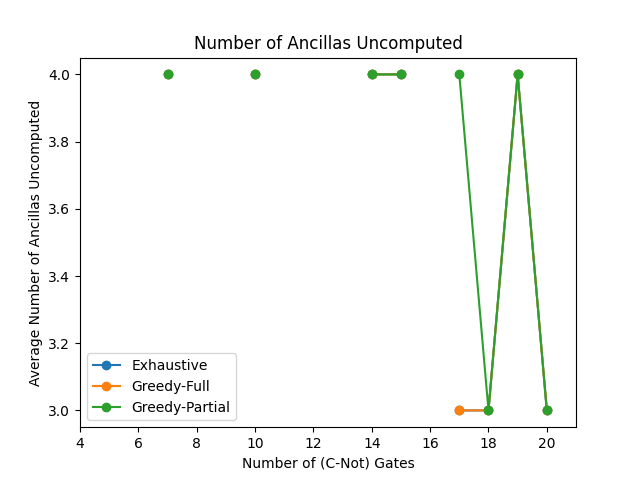 Number of Ancillas Uncomputed
Average Number of Ancillas Uncomputed
4.0
3.8
3.6
3.4
3.2
3.0
Exhaustive
Greedy-Full
Greedy-Partial
4 6 8 10 12 14 16 18 20
Number of (C-Not) Gates